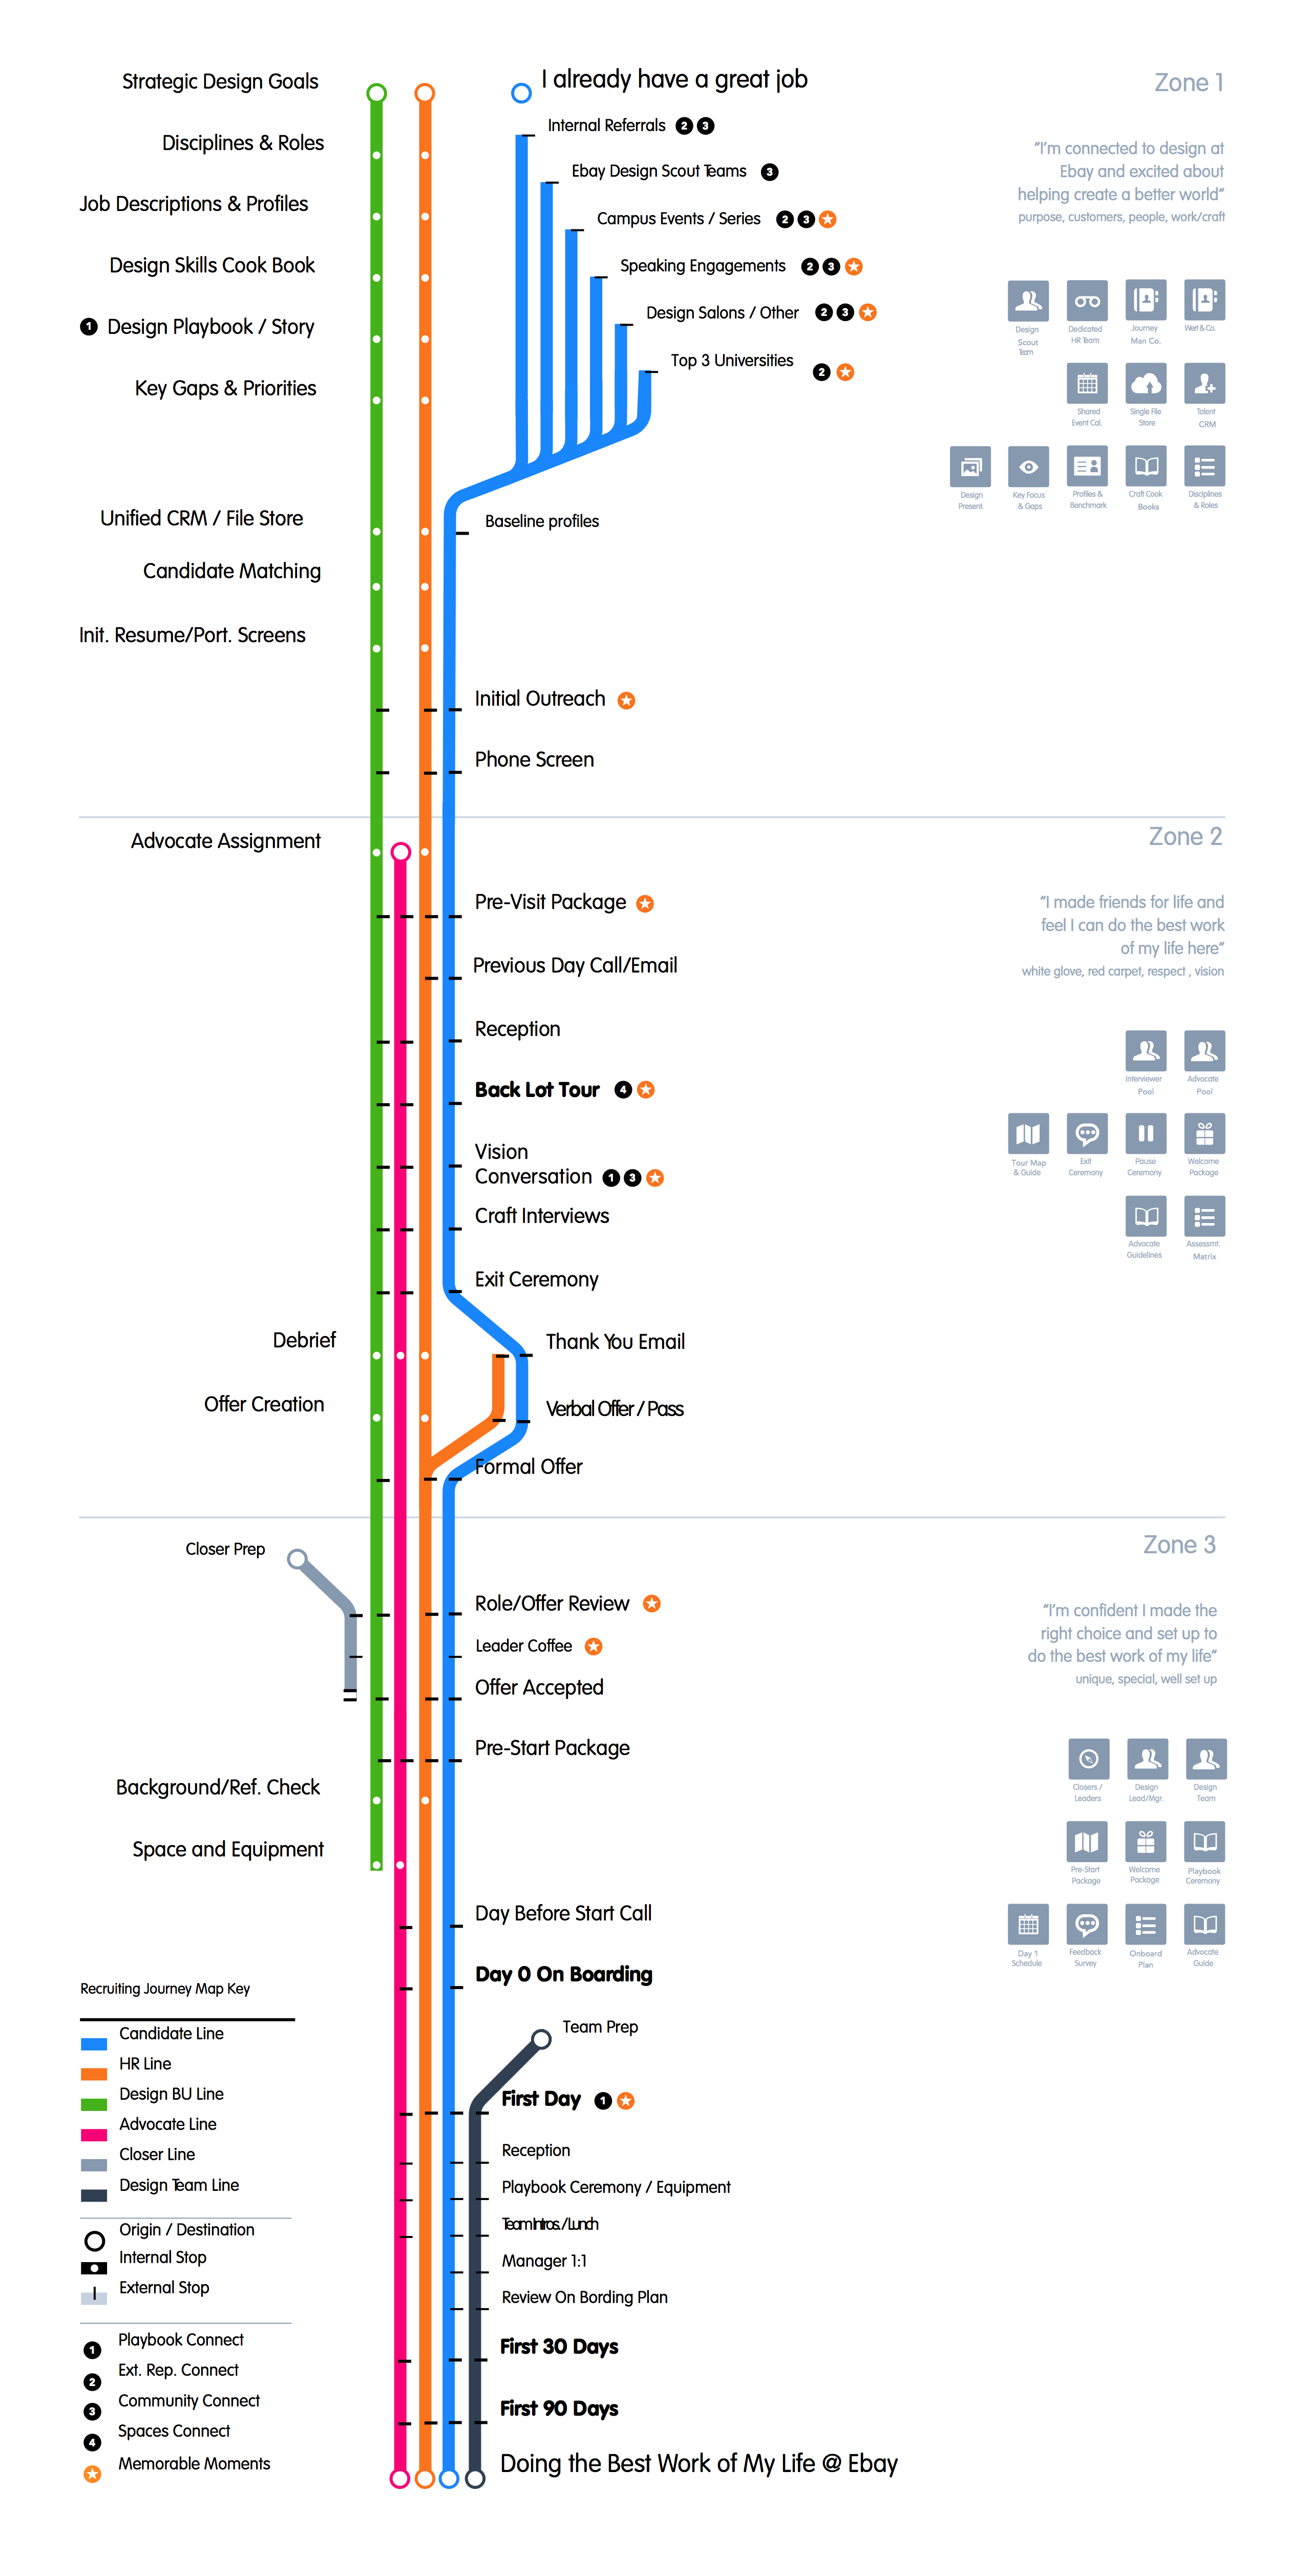 Strategic Design Goals
Disciplines & Roles
Job Descriptions & Profiles
Design Skills Cook Book
1 Design Playbook / Story
Key Gaps & Priorities
Unified CRM / File Store
Candidate Matching
Init. Resume/Port. Screens
I already have a great job
Internal Referrals 2 3
Ebay Design Scout Teams 3
Campus Events / Series 2 3
Speaking Engagements 2 3
Design Salons / Other 2 3
Top 3 Universities 2
Baseline profiles
Initial Outreach
Phone Screen
Zone 1
"I'm connected to design at
Ebay and excited about
helping create a better world"
purpose, customers, people, work/craft
Design
Scout
Team
Dedicated
HR Team
Journey
Man Co.
Wert & Co.
Shared
Event Cal.
Single File
Store
Talent
CRM
Design
Present.
Key Focus
& Gaps
Profiles &
Benchmark
Craft Cook
Books
Disciplines
& Roles
Advocate Assignment
Pre-Visit Package
Previous Day Call/Email
Reception
Back Lot Tour 4
Vision
Conversation 1 3
Craft Interviews
Exit Ceremony
Debrief
Thank You Email
Offer Creation
Verbal Offer / Pass
Formal Offer
Zone 2
"I made friends for life and
feel I can do the best work
of my life here"
white glove, red carpet, respect , vision
Interviewer
Pool
Advocate
Pool
Tour Map
& Guide
Exit
Ceremony
Pause
Ceremony
Welcome
Package
Advocate
Guidelines
Assessmt.
Matrix
Closer Prep
Role/Offer Review
Leader Coffee
Offer Accepted
Pre-Start Package
Background/Ref. Check
Space and Equipment
Day Before Start Call
Day 0 On Boarding
Team Prep
First Day 1
Reception
Playbook Ceremony / Equipment
Team Intros./Lunch
Manager 1:1
Review On Bording Plan
First 30 Days
First 90 Days
Doing the Best Work of My Life @ Ebay
Zone 3
"I'm confident I made the
right choice and set up to
do the best work of my life"
unique, special, well set up
Closers /
Leaders
Design
Lead/Mgr.
Design
Team
Pre-Start
Package
Welcome
Package
Playbook
Ceremony
Day 1
Schedule
Feedback
Survey
Onboard
Plan
Advocate
Guide
Recruiting Journey Map Key
Candidate Line
HR Line
Design BU Line
Advocate Line
Closer Line
Design Team Line
Origin / Destination
Internal Stop
External Stop
1 Playbook Connect
2 Ext. Rep. Connect
3 Community Connect
4 Spaces Connect
Memorable Moments